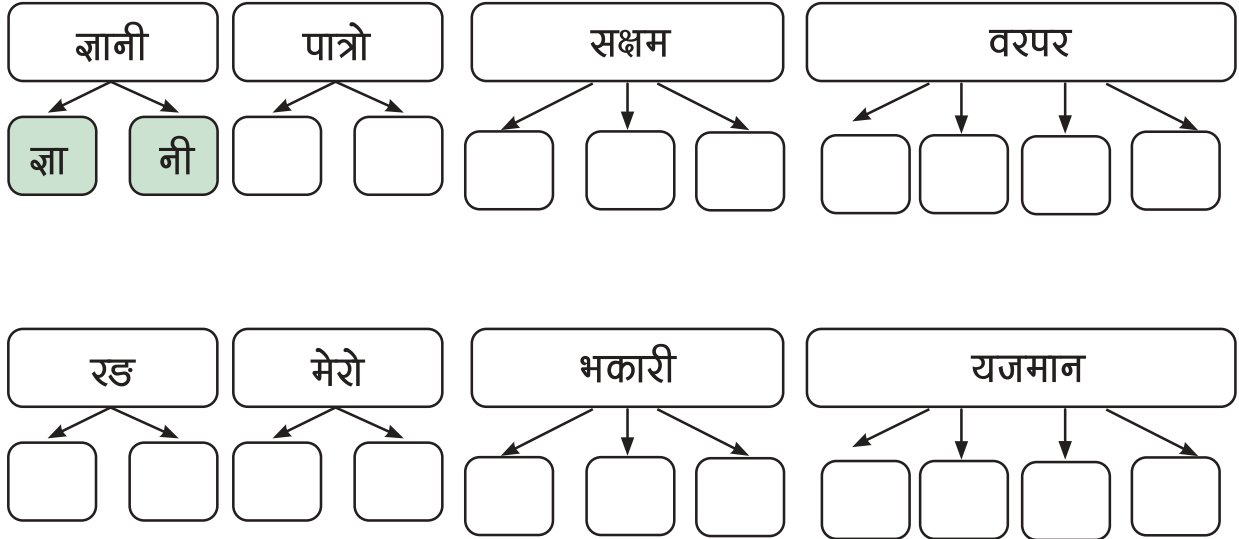 ज्ञानी पात्रो सक्षम वरपर
ज्ञा नी
रङ मेरो भकारी यजमान